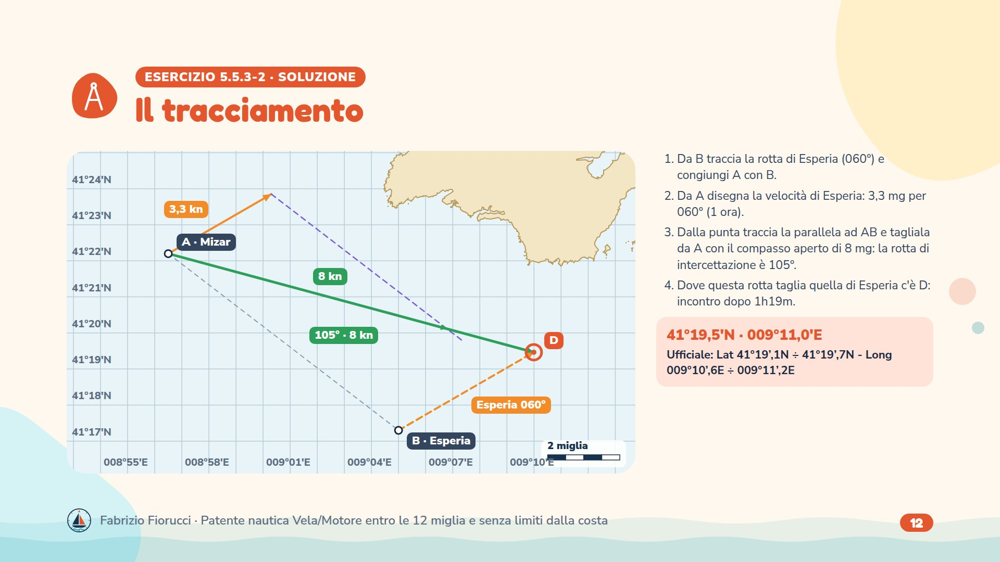 ESERCIZIO 5.5.3-2 · SOLUZIONE
Il tracciamento
41°24'N
3,3 kn
41°23'N
A · Mizar
41°22'N
8 kn
41°21'N
41°20'N
105° · 8 kn
D
41°19'N
41°18'N
Esperia 060°
41°17'N
B · Esperia
2 miglia
008°55'E
008°58'E
009°01'E
009°04'E
009°07'E
009°10'E
1. Da B traccia la rotta di Esperia (060°) e
congiungi A con B.
2. Da A disegna la velocità di Esperia: 3,3 mg per
060° (1 ora).
3. Dalla punta traccia la parallela ad AB e tagliala
da A con il compasso aperto di 8 mg: la rotta di
intercettazione è 105°.
4. Dove questa rotta taglia quella di Esperia c'è D:
incontro dopo 1h19m.
41°19,5'N · 009°11,0'E
Ufficiale: Lat 41°19’,1N ÷ 41°19’,7N - Long
009°10’,6E ÷ 009°11’,2E
Fabrizio Fiorucci · Patente nautica Vela/Motore entro le 12 miglia e senza limiti dalla costa
12